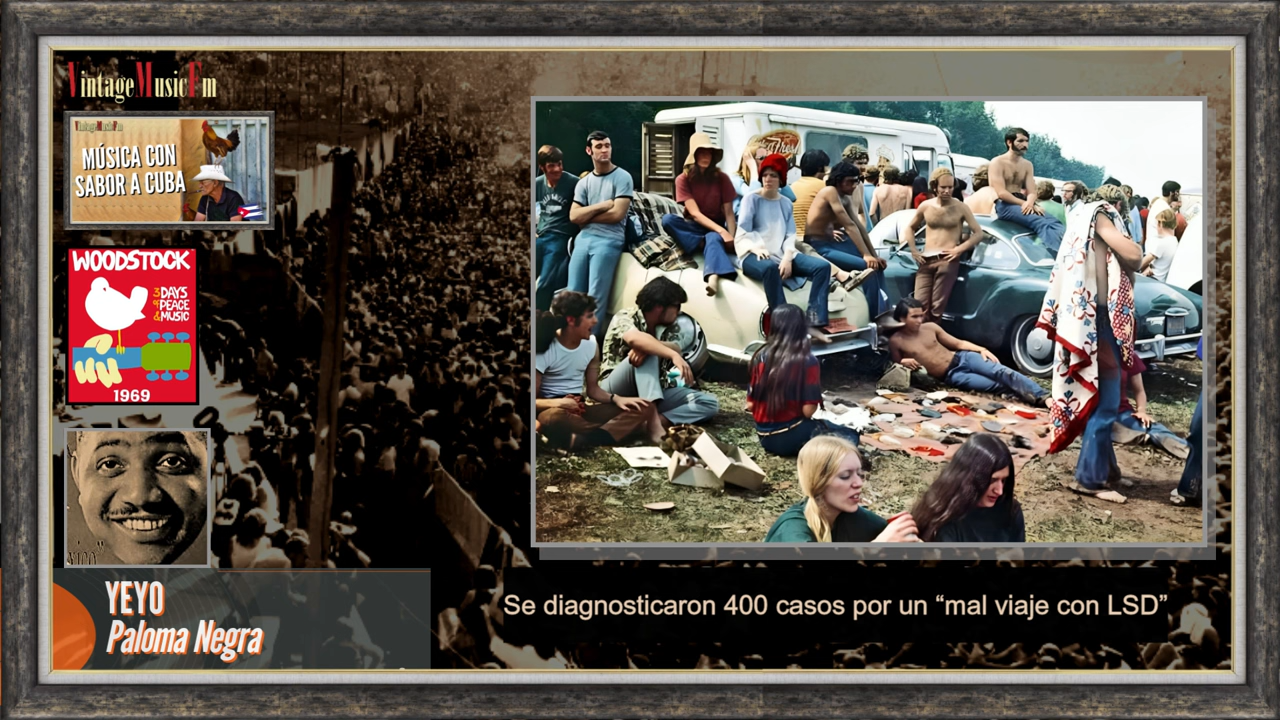 VintageMusicFm
VintageMusicFm
MÚSICA CON
SABOR A CUBA
WOODSTOCK
3 DAYS
of PEACE
& MUSIC
1969
YEYO
Paloma Negra
Se diagnosticaron 400 casos por un “mal viaje con LSD”